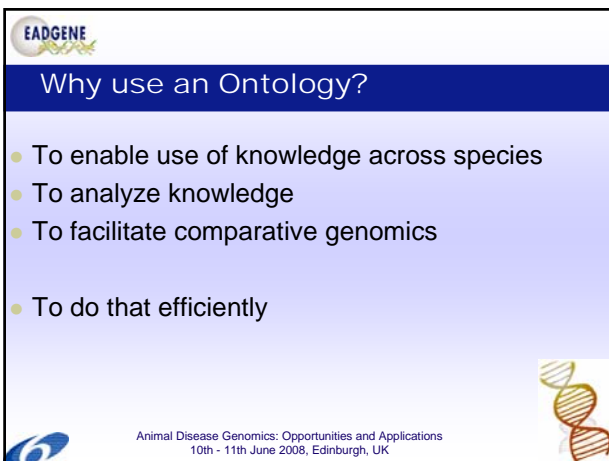 EADGENE
Why use an Ontology?
To enable use of knowledge across species
To analyze knowledge
To facilitate comparative genomics
To do that efficiently
Animal Disease Genomics: Opportunities and Applications
10th - 11th June 2008, Edinburgh, UK
6